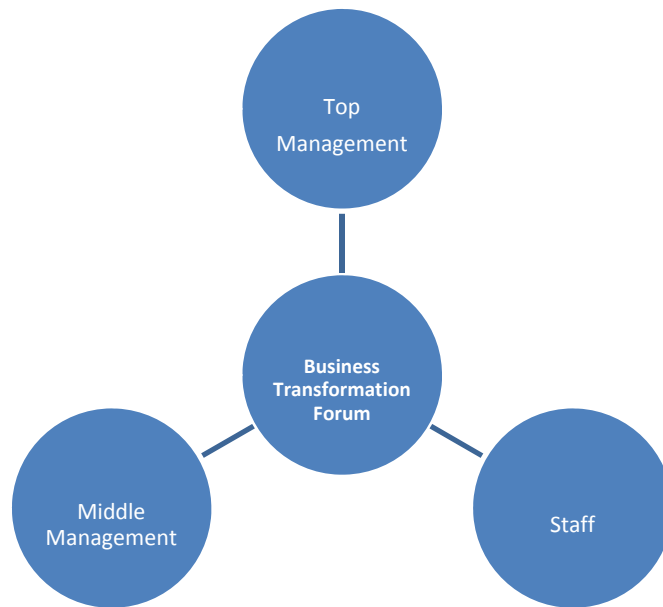 Top
Management
Business
Transformation
Forum
Middle
Management
Staff